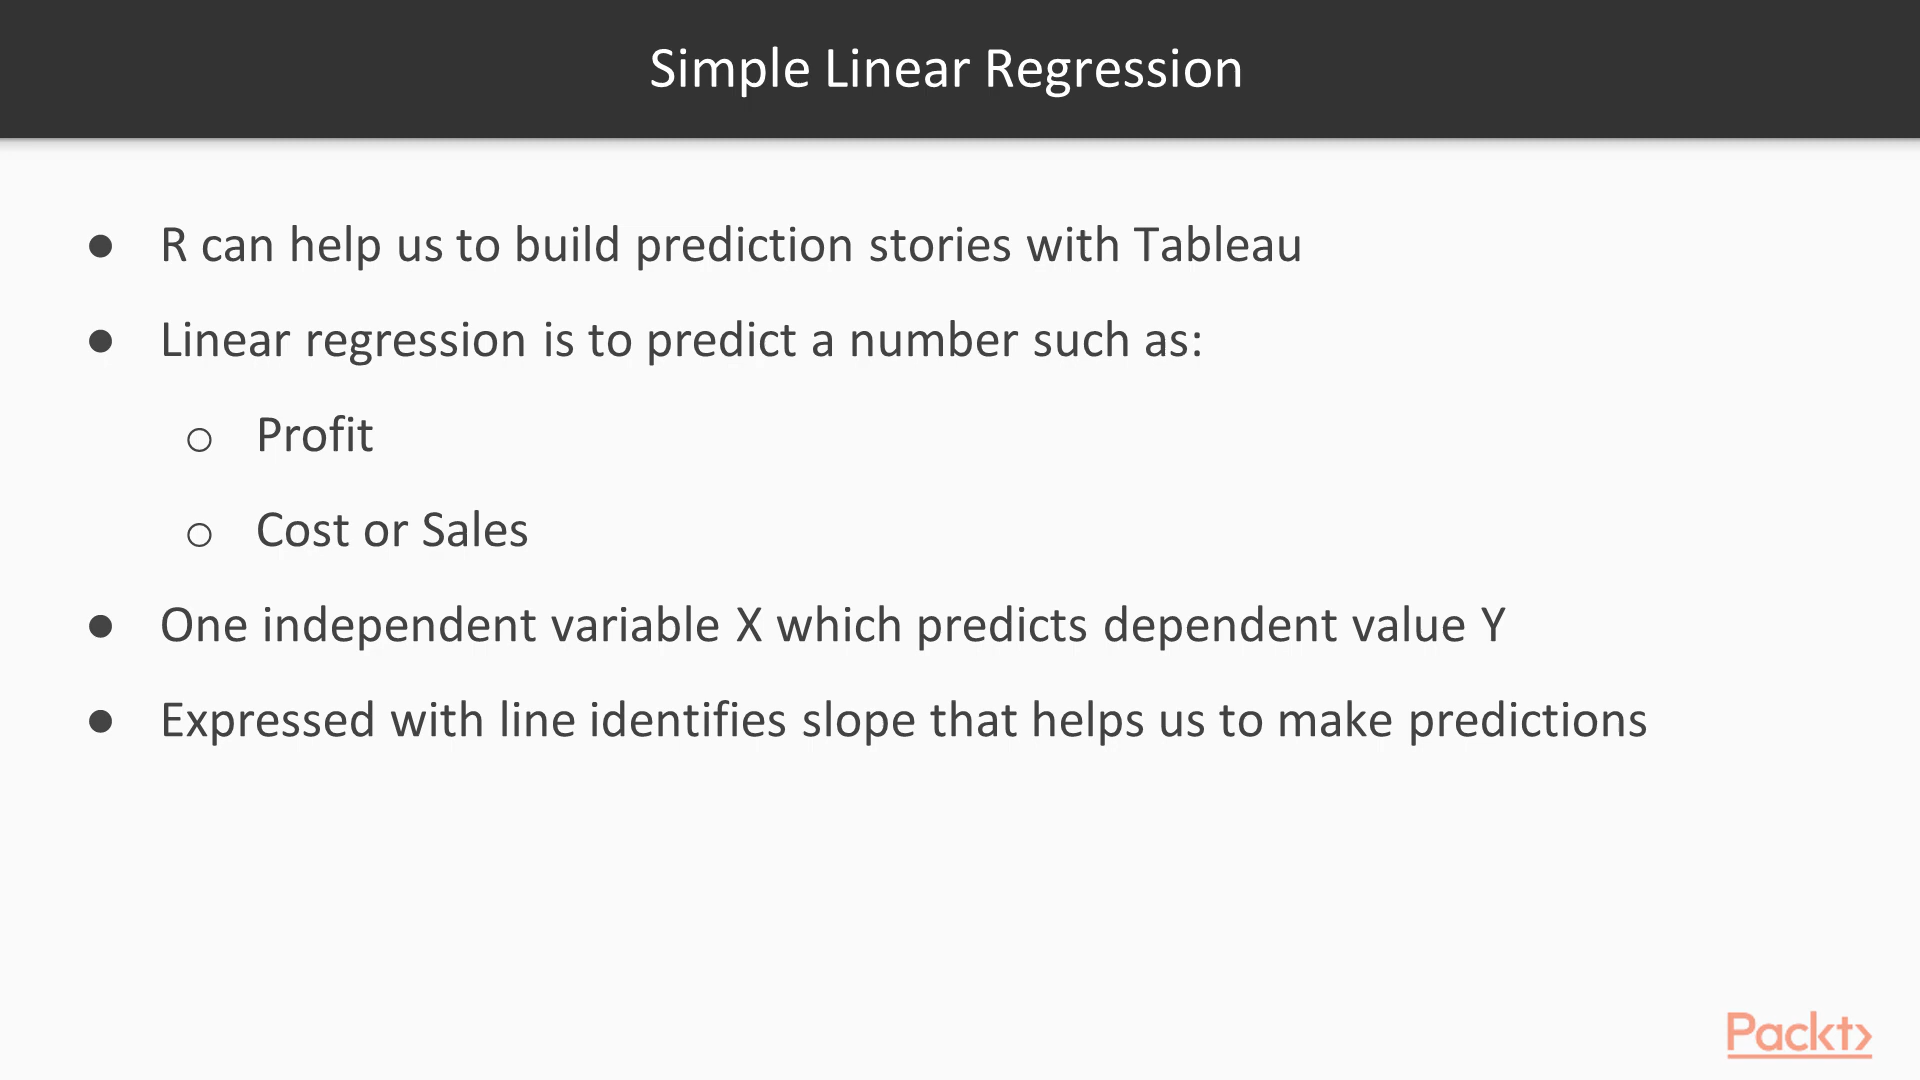 Simple Linear Regression
● R can help us to build prediction stories with Tableau
● Linear regression is to predict a number such as:
○ Profit
○ Cost or Sales
● One independent variable X which predicts dependent value Y
● Expressed with line identifies slope that helps us to make predictions
Packt>